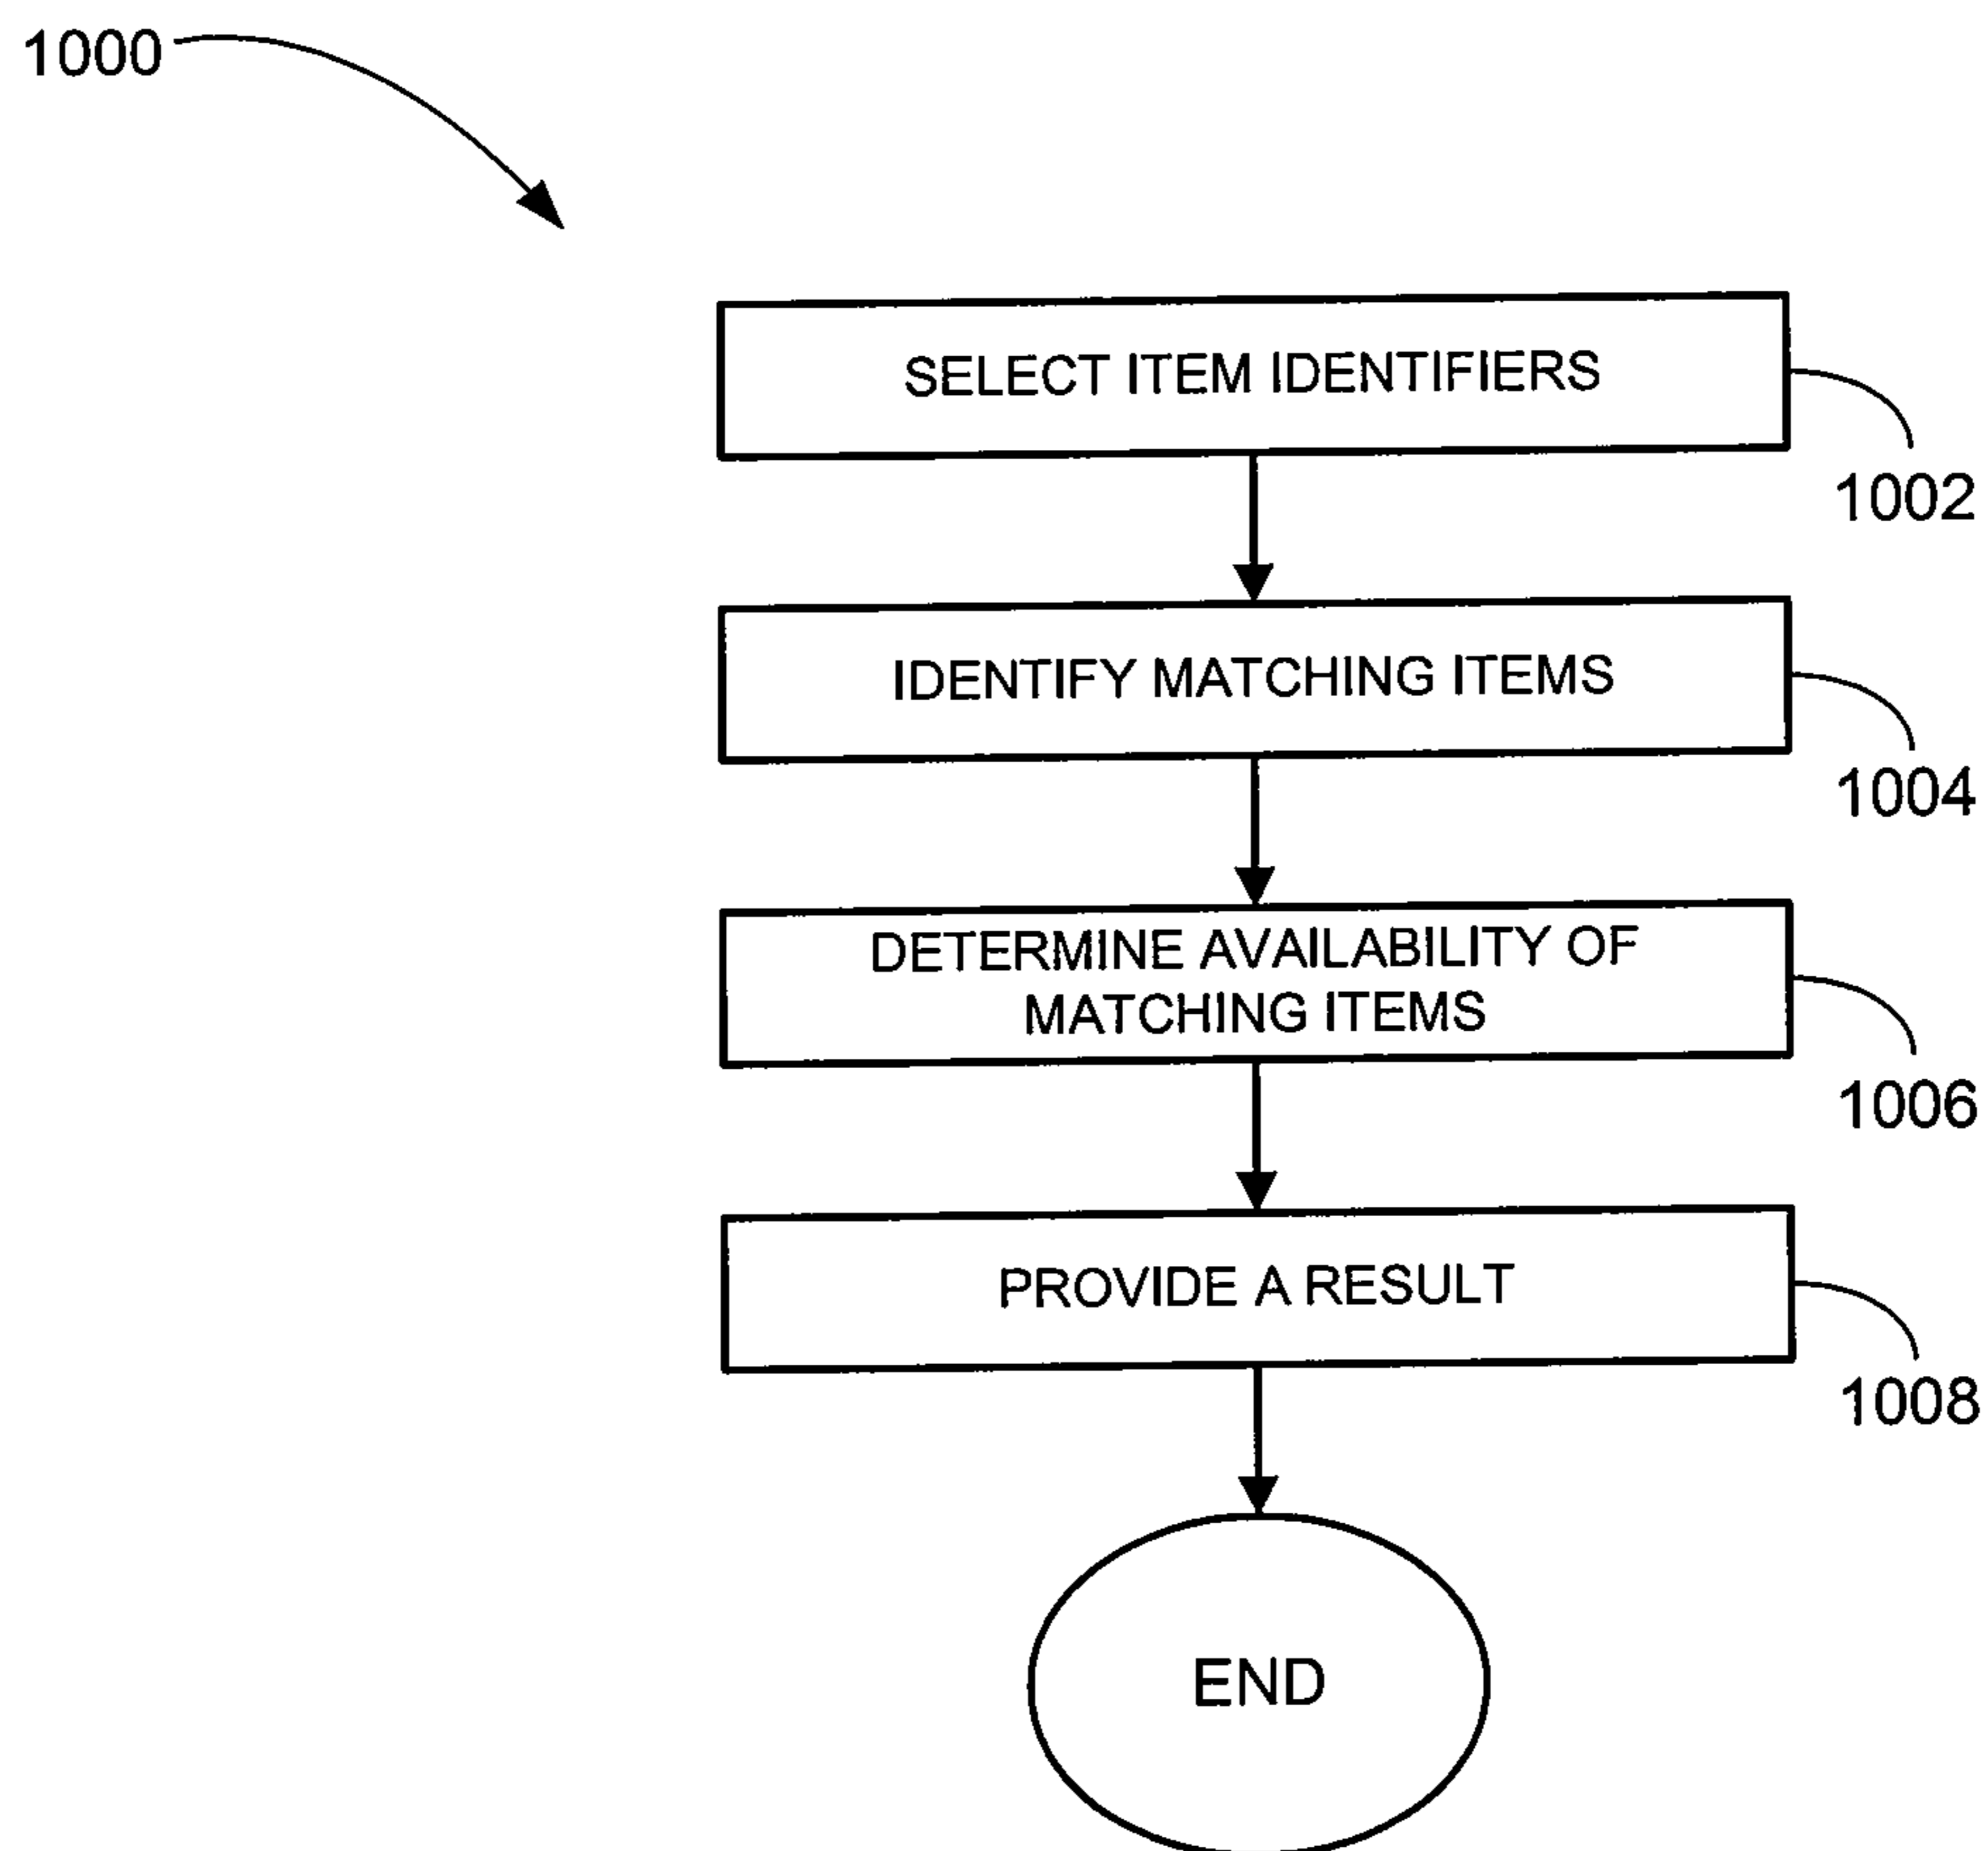 1000
SELECT ITEM IDENTIFIERS
1002
IDENTIFY MATCHING ITEMS
1004
DETERMINE AVAILABILITY OF
MATCHING ITEMS
1006
PROVIDE A RESULT
1008
END